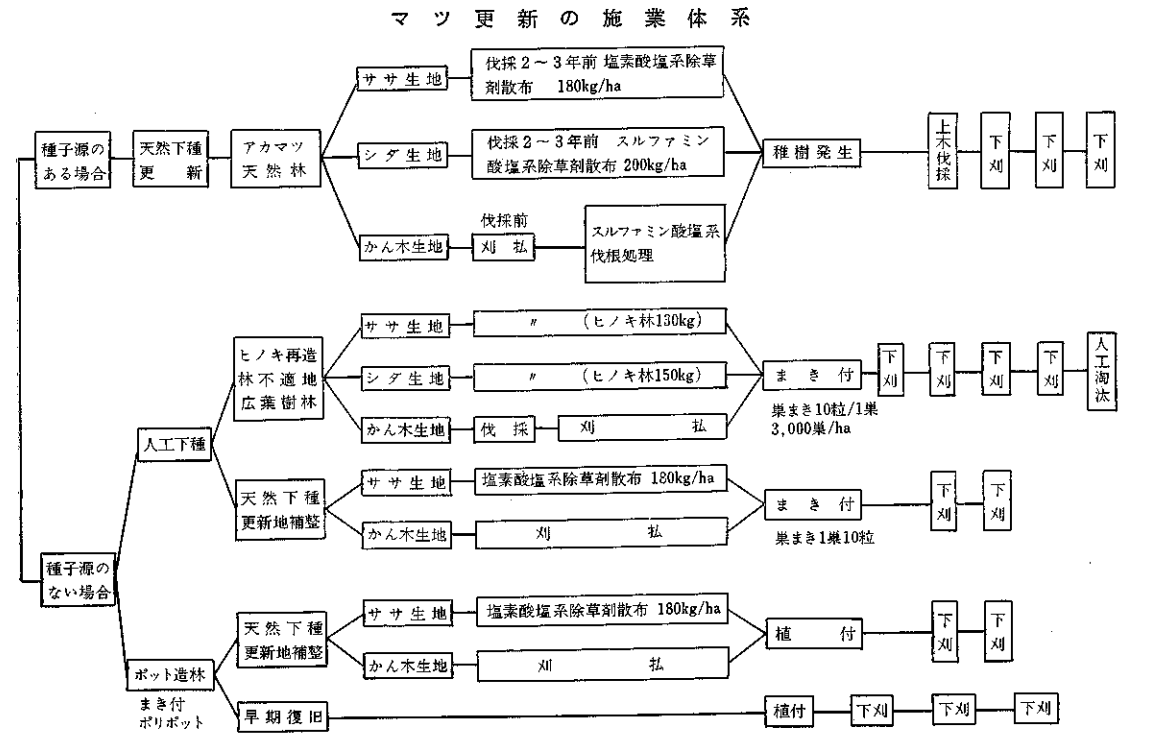 マツ更新の施業体系
種子源の
ある場合
天然下種
更新
アカマツ
天然林
ササ生地
伐採2～3年前 塩素酸塩系除草
剤散布 180kg/ha
シダ生地
伐採2～3年前 スルファミン
酸塩系除草剤散布 200kg/ha
かん木生地
伐採前
刈払
スルファミン酸塩系
伐根処理
稚樹発生
上木伐採
下刈
下刈
下刈
種子源の
ない場合
人工下種
ヒノキ再造
林不適地
広葉樹林
ササ生地
〃 (ヒノキ林130kg)
シダ生地
〃 (ヒノキ林150kg)
かん木生地
伐採
刈払
まき付
巣まき10粒/1巣
3,000巣/ha
下刈
下刈
下刈
下刈
人工淘汰
天然下種
更新地補整
ササ生地
塩素酸塩系除草剤散布 180kg/ha
かん木生地
刈払
まき付
巣まき1巣10粒
下刈
下刈
ポット造林
まき付
ポリポット
天然下種
更新地補整
ササ生地
塩素酸塩系除草剤散布 180kg/ha
かん木生地
刈払
植付
下刈
下刈
早期復旧
植付
下刈
下刈
下刈